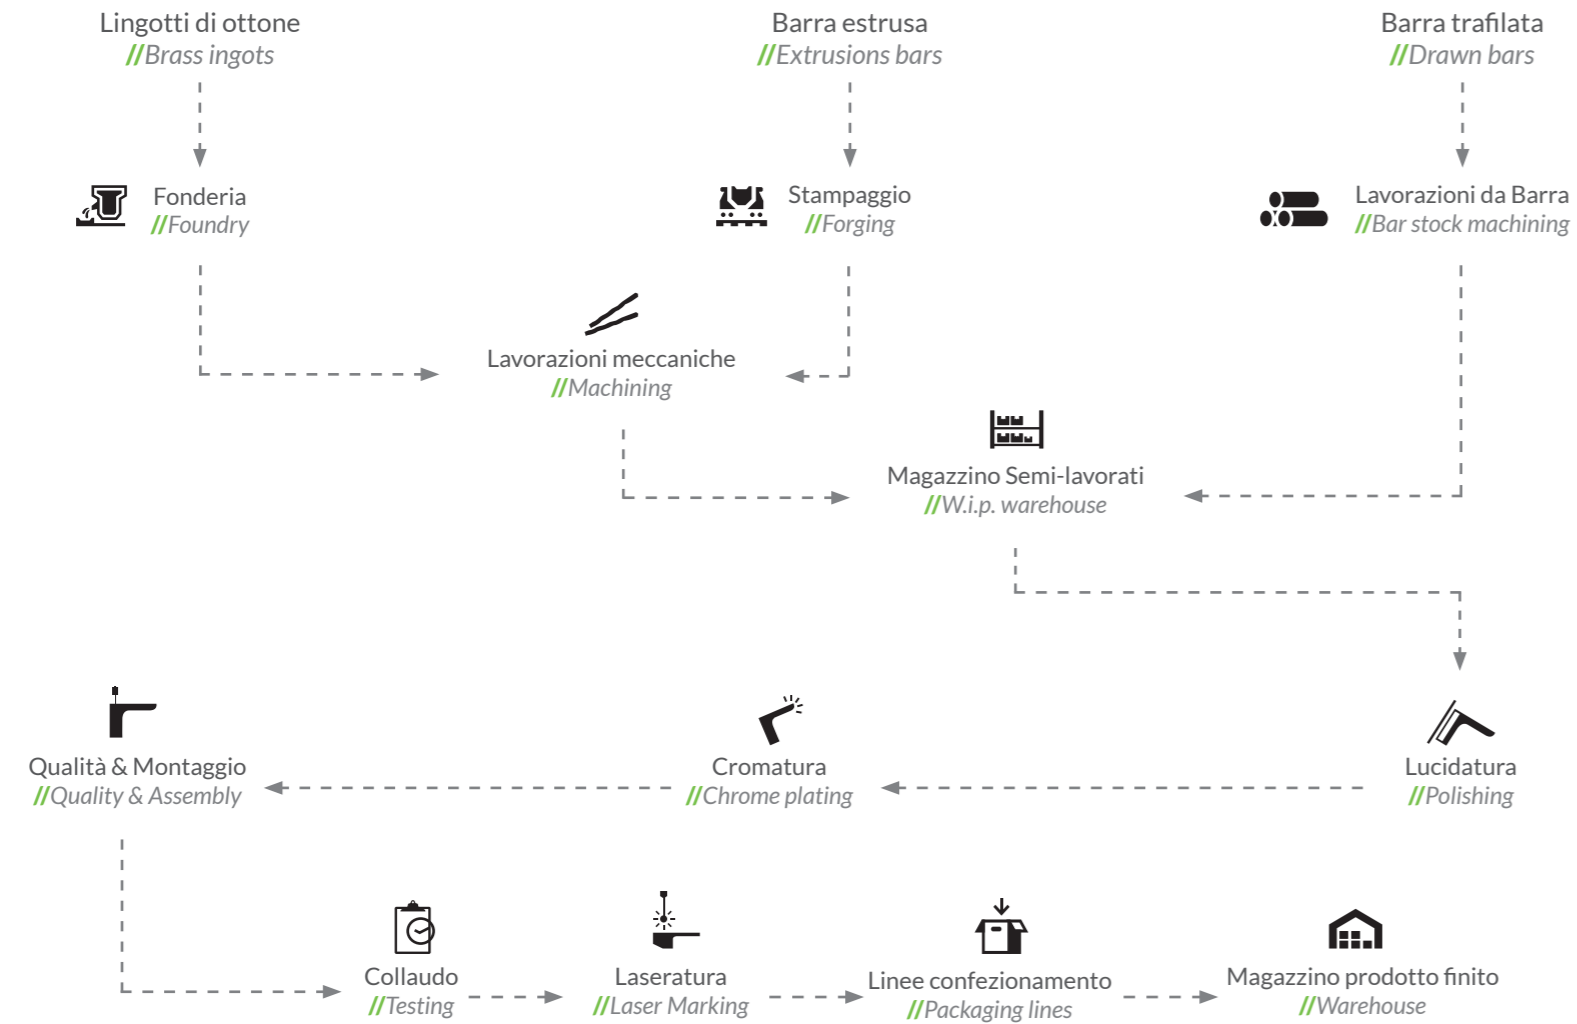 Lingotti di ottone
//Brass ingots
Barra estrusa
//Extrusions bars
Barra trafilata
//Drawn bars
Fonderia
//Foundry
Stampaggio
//Forging
Lavorazioni da Barra
//Bar stock machining
Lavorazioni meccaniche
//Machining
Magazzino Semi-lavorati
//W.i.p. warehouse
Qualità & Montaggio
//Quality & Assembly
Cromatura
//Chrome plating
Lucidatura
//Polishing
Collaudo
//Testing
Laseratura
//Laser Marking
Linee confezionamento
//Packaging lines
Magazzino prodotto finito
//Warehouse